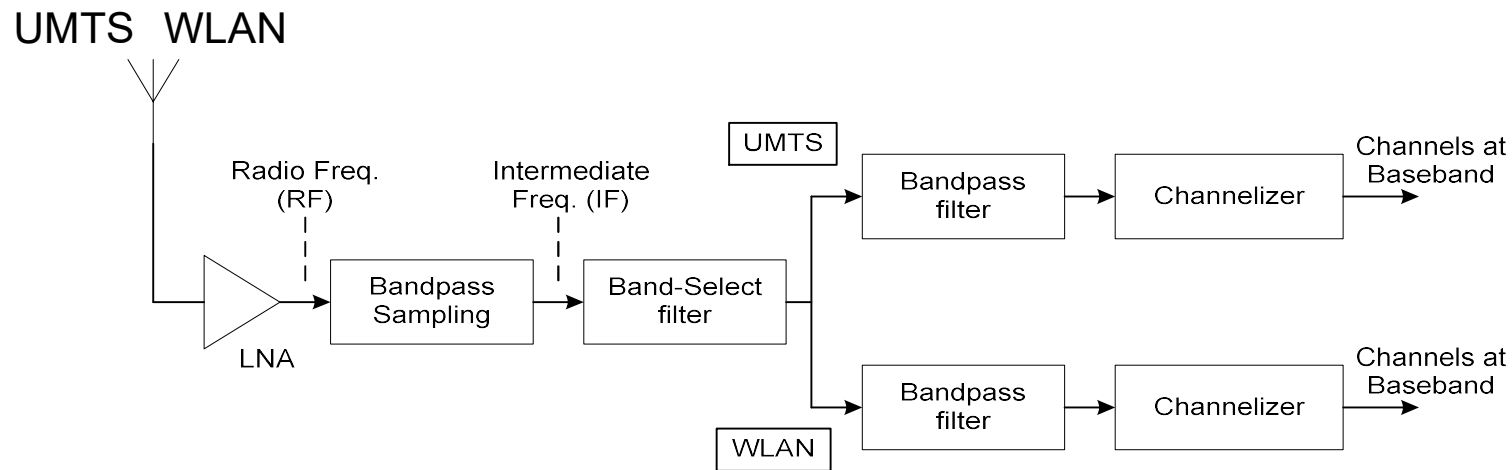 UMTS WLAN
Radio Freq.
(RF)
Intermediate
Freq. (IF)
LNA
Bandpass
Sampling
Band-Select
filter
UMTS
Bandpass
filter
Channelizer
Channels at
Baseband
WLAN
Bandpass
filter
Channelizer
Channels at
Baseband